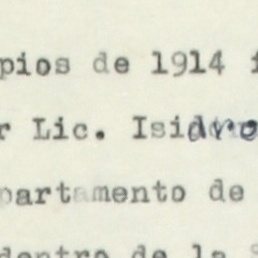 pios de 1914
r Lic. Isidro
partamento de
dentro de la